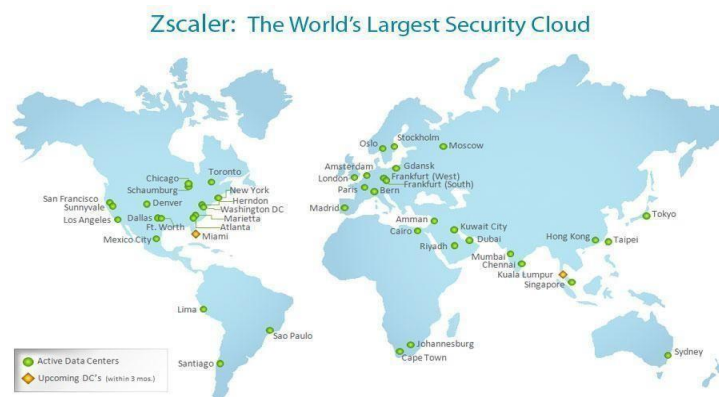 Zscaler: The World's Largest Security Cloud
Oslo
Stockholm
Moscow
Amsterdam
Gdansk
London
Frankfurt (West)
Frankfurt (South)
Paris
Bern
Madrid
Chicago
Toronto
Schaumburg
New York
Herndon
San Francisco
Denver
Washington DC
Sunnyvale
Los Angeles
Dallas
Marietta
Ft. Worth
Atlanta
Mexico City
Miami
Amman
Kuwait City
Cairo
Dubai
Riyadh
Mumbai
Chennai
Hong Kong
Taipei
Tokyo
Kuala Lumpur
Singapore
Lima
Sao Paulo
Santiago
Johannesburg
Cape Town
Sydney
Active Data Centers
Upcoming DC's (within 3 mos.)